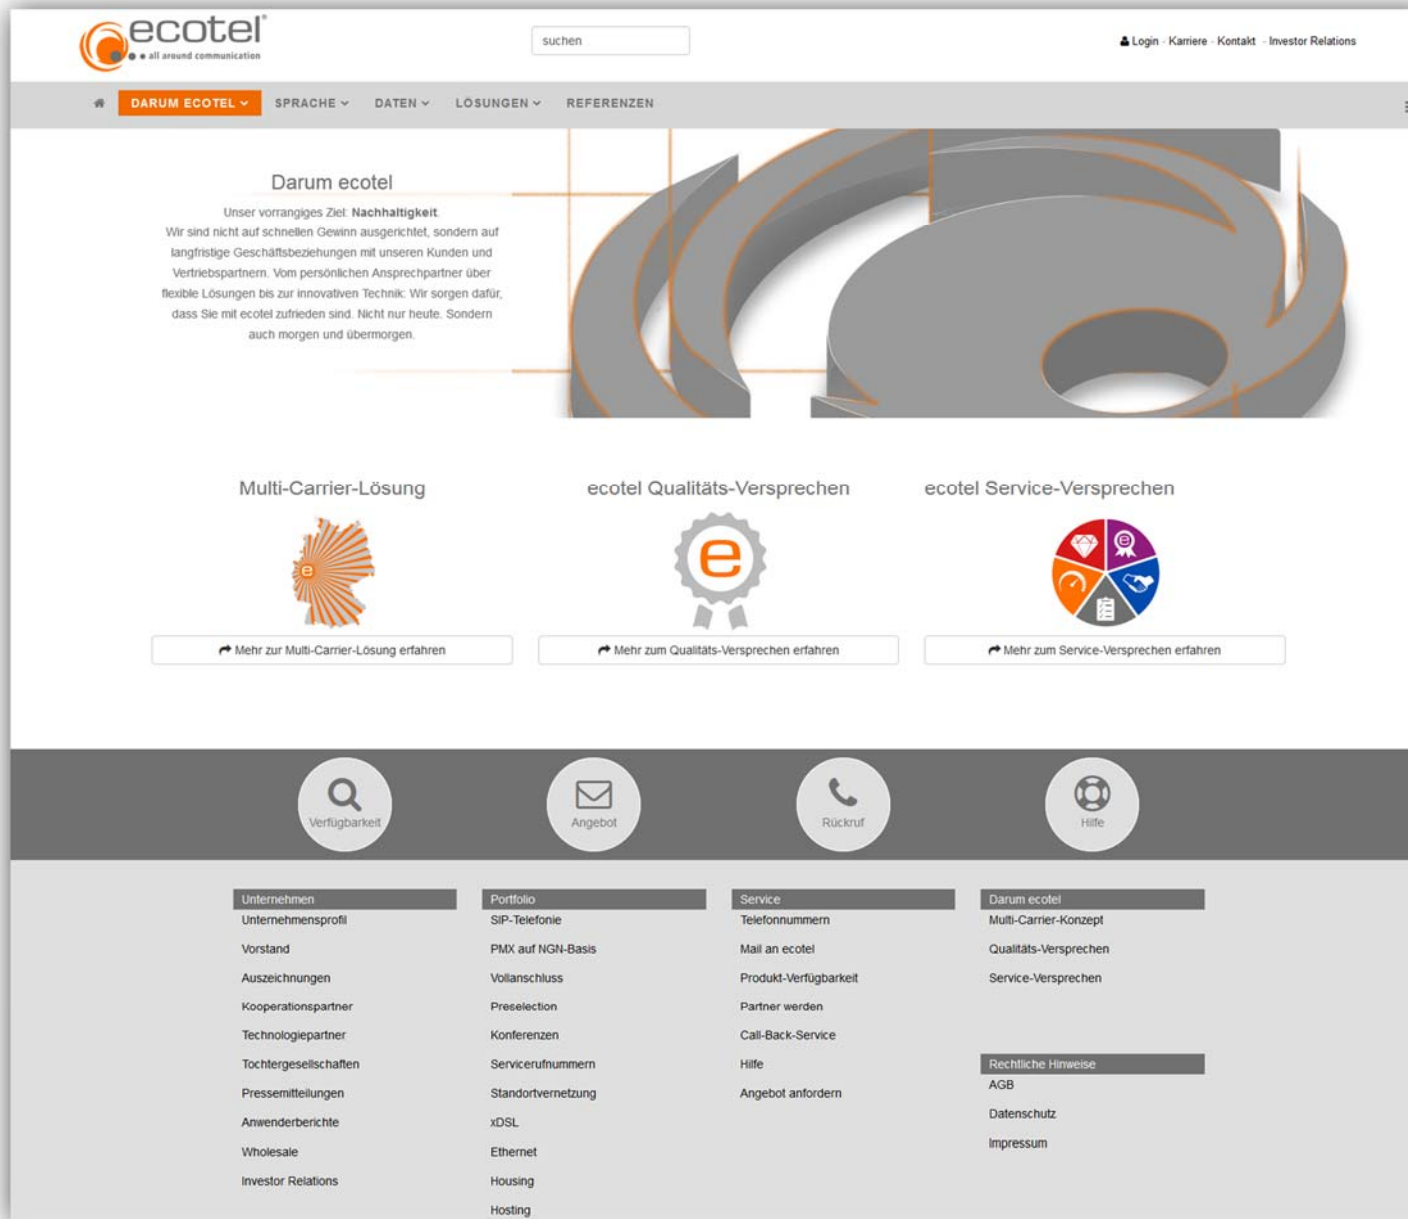 ecotel®
all around communication
suchen
Login - Karriere - Kontakt - Investor Relations
DARUM ECOTEL
SPRACHE
DATEN
LÖSUNGEN
REFERENZEN
Darum ecotel
Unser vorrangiges Ziel: Nachhaltigkeit.
Wir sind nicht auf schnellen Gewinn ausgerichtet, sondern auf
langfristige Geschäftsbeziehungen mit unseren Kunden und
Vertriebspartnern. Vom persönlichen Ansprechpartner über
flexible Lösungen bis zur innovativen Technik: Wir sorgen dafür,
dass Sie mit ecotel zufrieden sind. Nicht nur heute. Sondern
auch morgen und übermorgen.
Multi-Carrier-Lösung
e
Mehr zur Multi-Carrier-Lösung erfahren
ecotel Qualitäts-Versprechen
e
Mehr zum Qualitäts-Versprechen erfahren
ecotel Service-Versprechen
e
Mehr zum Service-Versprechen erfahren
Verfügbarkeit
Angebot
Rückruf
Hilfe
Unternehmen
Unternehmensprofil
Vorstand
Auszeichnungen
Kooperationspartner
Technologiepartner
Tochtergesellschaften
Pressemitteilungen
Anwenderberichte
Wholesale
Investor Relations
Portfolio
SIP-Telefonie
PMX auf NGN-Basis
Vollanschluss
Preselection
Konferenzen
Servicerufnummern
Standortvernetzung
xDSL
Ethernet
Housing
Hosting
Service
Telefonnummern
Mail an ecotel
Produkt-Verfügbarkeit
Partner werden
Call-Back-Service
Hilfe
Angebot anfordern
Darum ecotel
Multi-Carrier-Konzept
Qualitäts-Versprechen
Service-Versprechen
Rechtliche Hinweise
AGB
Datenschutz
Impressum